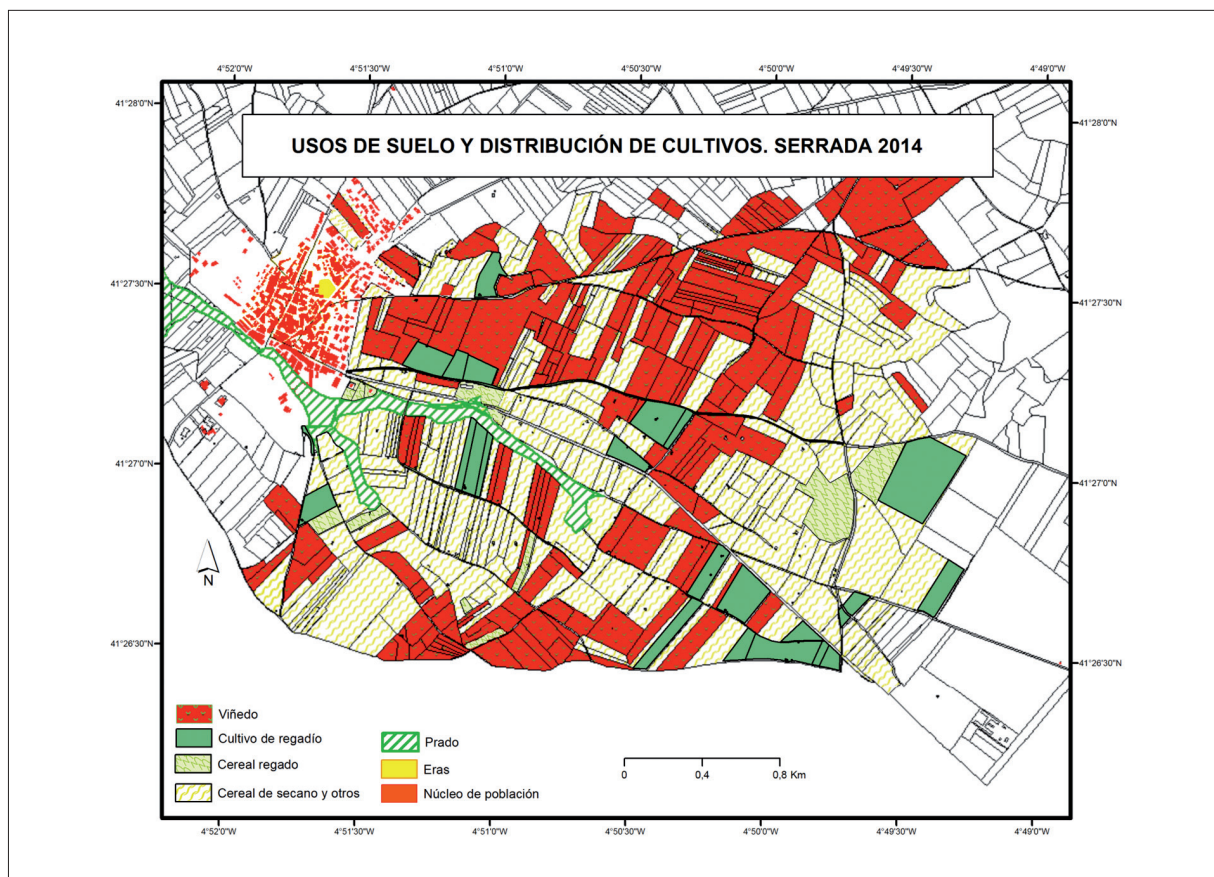 4°52'0"W 4°51'30"W 4°51'0"W 4°50'30"W 4°50'0"W 4°49'30"W 4°49'0"W
41°28'0"N 41°28'0"N
USOS DE SUELO Y DISTRIBUCIÓN DE CULTIVOS. SERRADA 2014
41°27'30"N 41°27'30"N
41°27'0"N 41°27'0"N
N
41°26'30"N 41°26'30"N
Viñedo
Cultivo de regadío
Cereal regado
Cereal de secano y otros
Prado
Eras
Núcleo de población
0 0,4 0,8 Km
4°52'0"W 4°51'30"W 4°51'0"W 4°50'30"W 4°50'0"W 4°49'30"W 4°49'0"W